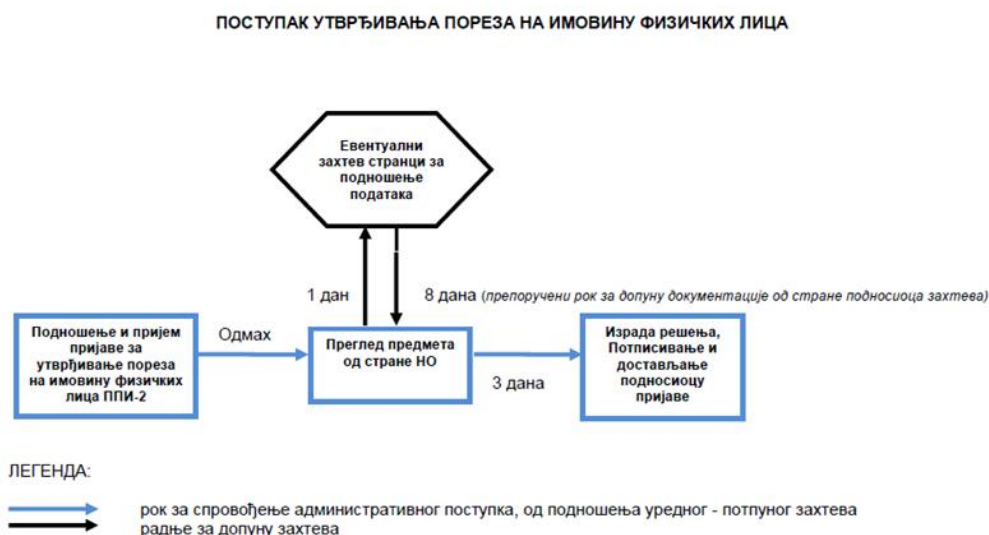 ПОСТУПАК УТВРЂИВАЊА ПОРЕЗА НА ИМОВИНУ ФИЗИЧКИХ ЛИЦА
Евентуални
захтев странци за
подношење
података
1 дан
8 дана (препоручени рок за допуну документације од стране подносиоца захтева)
Подношење и пријем
пријаве за
утврђивање пореза
на имовину физичких
лица ППИ-2
Одмах
Преглед предмета
од стране НО
3 дана
Израда решења,
Потписивање и
достављање
подносиоцу
пријаве
ЛЕГЕНДА:
рок за спровођење административног поступка, од подношења уредног - потпуног захтева
радње за допуну захтева